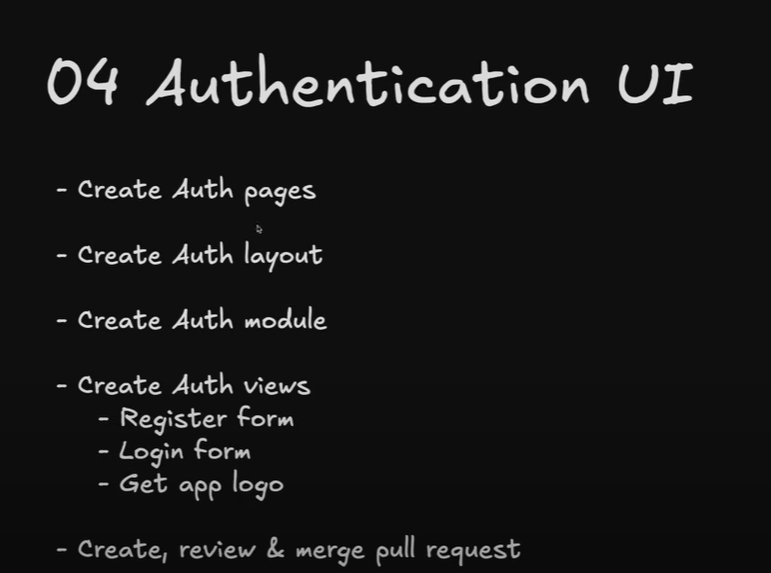 04 Authentication UI
- Create Auth pages
- Create Auth layout
- Create Auth module
- Create Auth views
- Register form
- Login form
- Get app logo
- Create, review & merge pull request